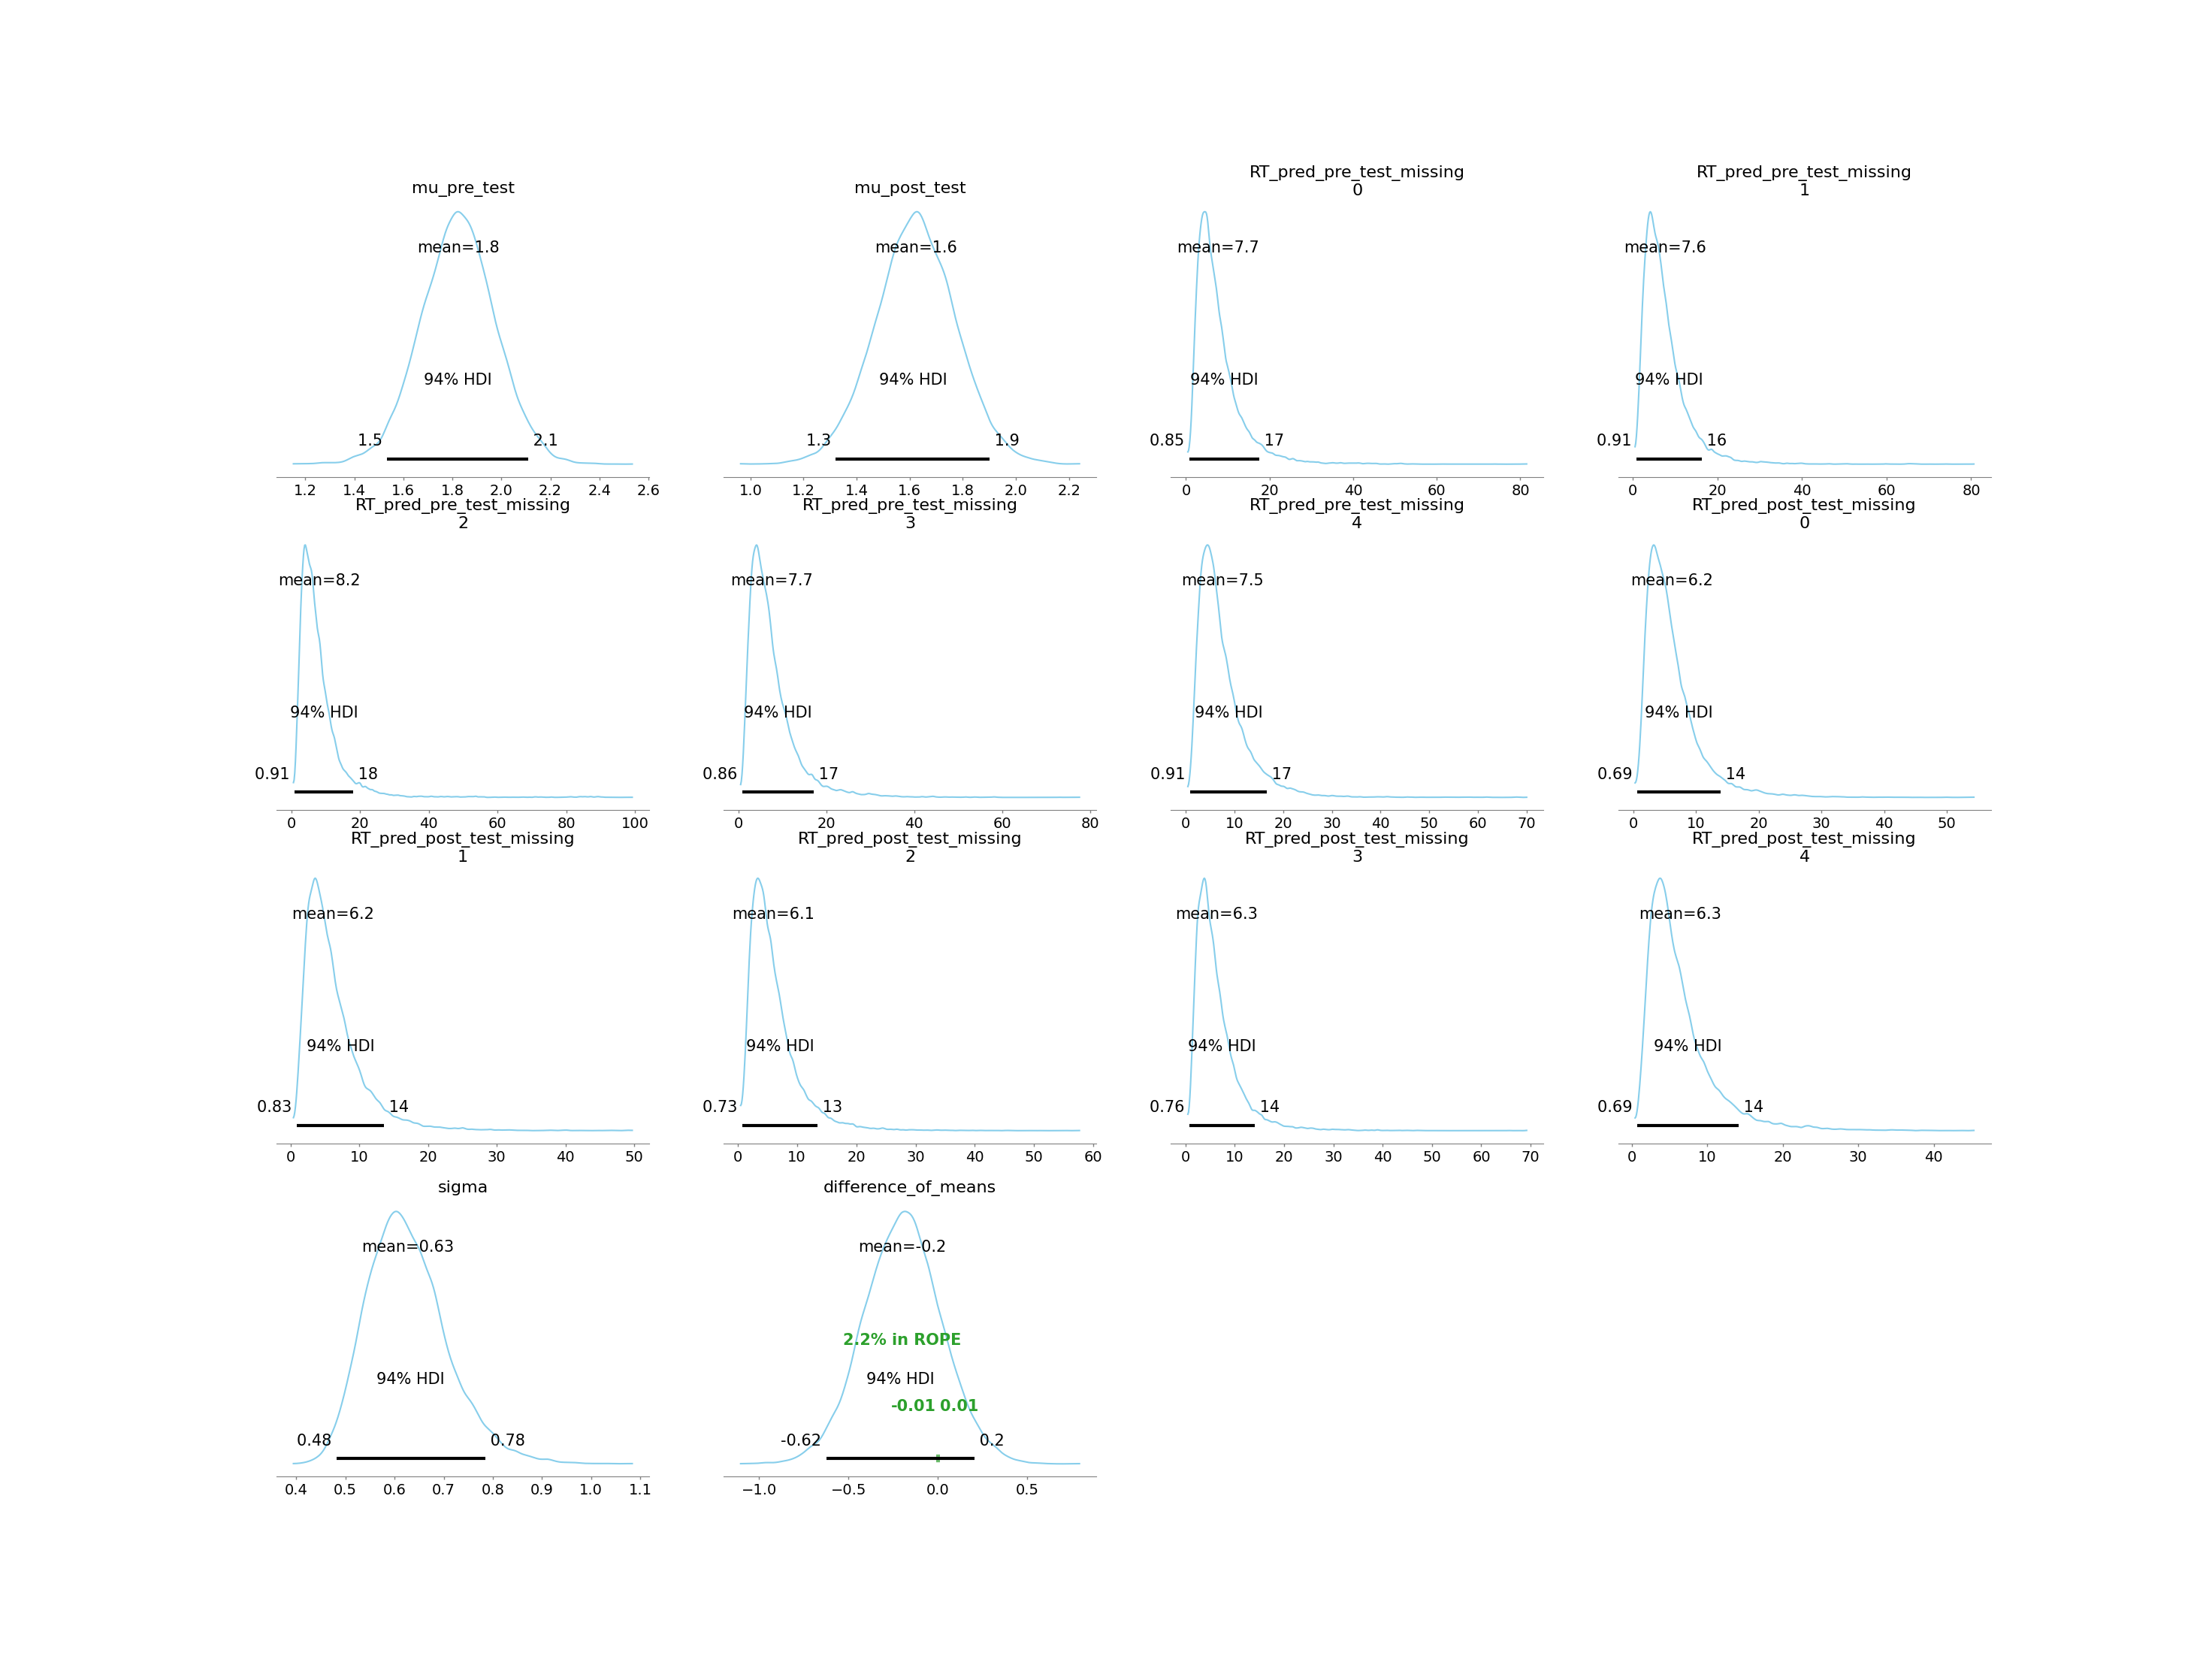 mu_pre_test
mean=1.8
94% HDI
1.5 2.1
1.2 1.4 1.6 1.8 2.0 2.2 2.4 2.6
mu_post_test
mean=1.6
94% HDI
1.3 1.9
1.0 1.2 1.4 1.6 1.8 2.0 2.2
RT_pred_pre_test_missing
0
mean=7.7
94% HDI
0.85 17
0 20 40 60 80
RT_pred_pre_test_missing
1
mean=7.6
94% HDI
0.91 16
0 20 40 60 80
RT_pred_pre_test_missing
2
mean=8.2
94% HDI
0.91 18
0 20 40 60 80 100
RT_pred_pre_test_missing
3
mean=7.7
94% HDI
0.86 17
0 20 40 60 80
RT_pred_pre_test_missing
4
mean=7.5
94% HDI
0.91 17
0 10 20 30 40 50 60 70
RT_pred_post_test_missing
0
mean=6.2
94% HDI
0.69 14
0 10 20 30 40 50
RT_pred_post_test_missing
1
mean=6.2
94% HDI
0.83 14
0 10 20 30 40 50
RT_pred_post_test_missing
2
mean=6.1
94% HDI
0.73 13
0 10 20 30 40 50 60
RT_pred_post_test_missing
3
mean=6.3
94% HDI
0.76 14
0 10 20 30 40 50 60 70
RT_pred_post_test_missing
4
mean=6.3
94% HDI
0.69 14
0 10 20 30 40
sigma
mean=0.63
94% HDI
0.48 0.78
0.4 0.5 0.6 0.7 0.8 0.9 1.0 1.1
difference_of_means
mean=-0.2
2.2% in ROPE
94% HDI
-0.01 0.01
-0.62 0.2
−1.0 −0.5 0.0 0.5